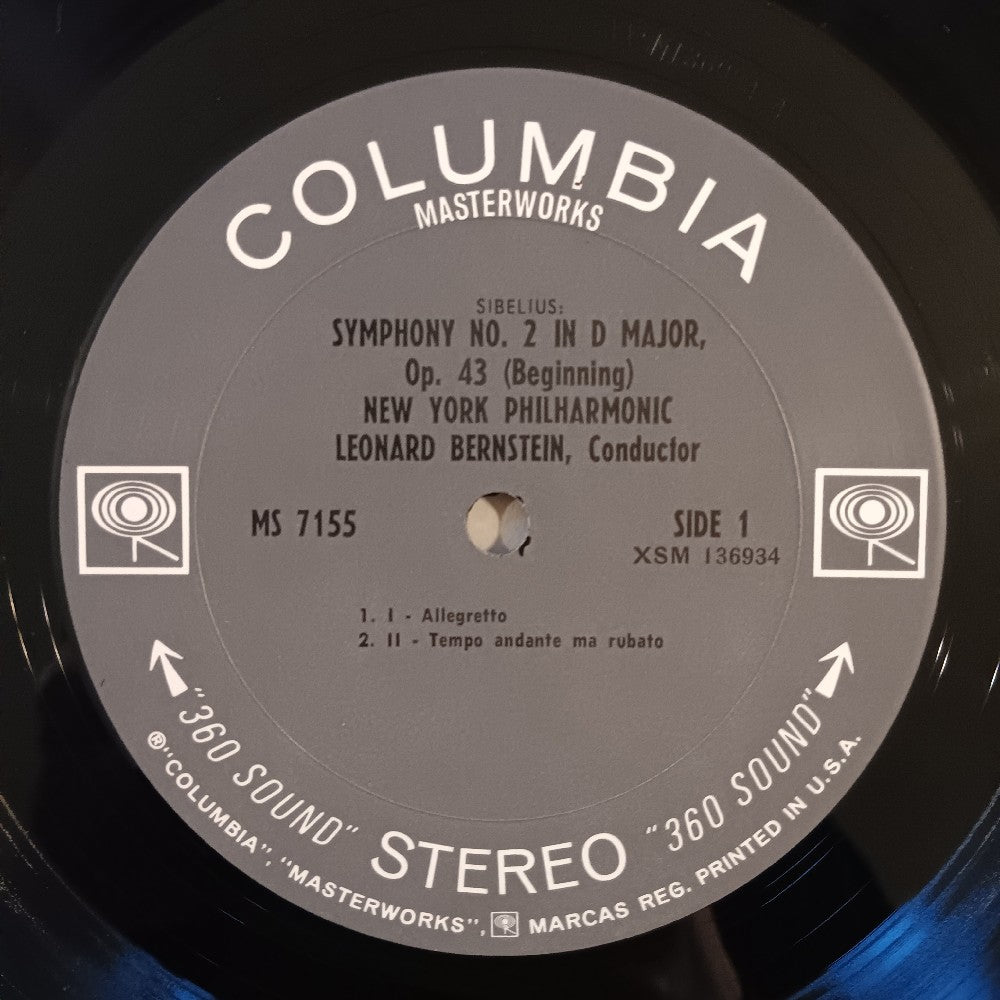 COLUMBIA
MASTERWORKS
SIBELIUS:
SYMPHONY NO. 2 IN D MAJOR,
Op. 43 (Beginning)
NEW YORK PHILHARMONIC
LEONARD BERNSTEIN, Conductor
MS 7155
SIDE 1
XSM 136934
1. I - Allegretto
2. II - Tempo andante ma rubato
"360 SOUND" STEREO "360 SOUND"
®"COLUMBIA", "MASTERWORKS", MARCAS REG. PRINTED IN U.S.A.